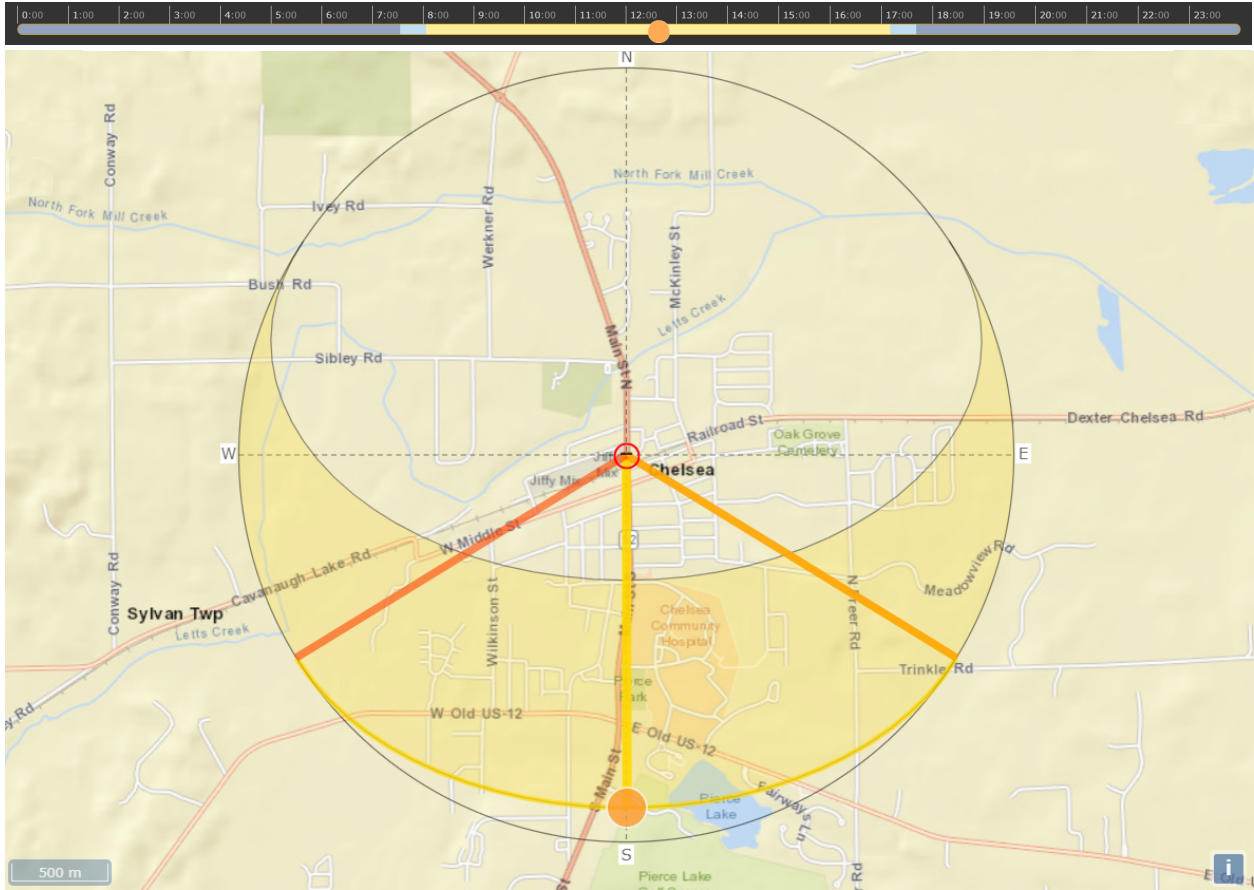 0:00 1:00 2:00 3:00 4:00 5:00 6:00 7:00 8:00 9:00 10:00 11:00 12:00 13:00 14:00 15:00 16:00 17:00 18:00 19:00 20:00 21:00 22:00 23:00
N
Conway Rd
North Fork Mill Creek
North Fork Mill Creek
Ivey Rd
Werkner Rd
McKinley St
Bush Rd
Letts Creek
Main St N
Sibley Rd
Dexter Chelsea Rd
Railroad St
Oak Grove
Cemetery
W
E
Jiffy
Mix
Chelsea
Jiffy Mix
W Middle St
Cavanaugh Lake Rd
Conway Rd
Meadowview Rd
Sylvan Twp
Letts Creek
Wilkinson St
Chelsea
Community
Hospital
N Freer Rd
Trinkle Rd
Pierce
Park
W Old US-12
E Old US-12
S Main St
Pierce
Lake
Fairways Ln
S
500 m
i
Pierce Lake
Rd
St
E Old